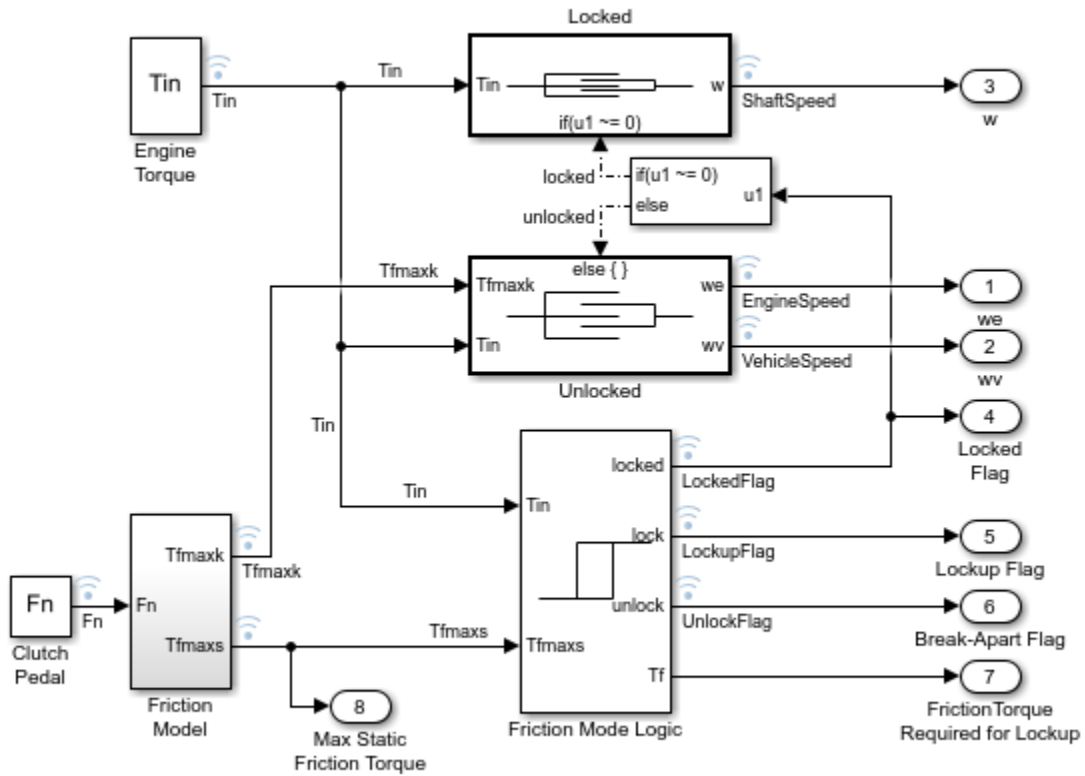 Locked
Tin
Tin
Engine
Torque
Tin
Tin
w
if(u1 ~= 0)
ShaftSpeed
3
w
locked
if(u1 ~= 0)
else
u1
unlocked
Tfmaxk
else { }
Tfmaxk
Tin
we
wv
EngineSpeed
VehicleSpeed
Unlocked
1
we
2
wv
4
Locked
Flag
Tin
Tin
locked
LockedFlag
Tin
lock
LockupFlag
5
Lockup Flag
unlock
UnlockFlag
6
Break-Apart Flag
Tfmaxs
Tf
7
FrictionTorque
Required for Lockup
Friction Mode Logic
Fn
Fn
Clutch
Pedal
Tfmaxk
Fn
Tfmaxs
Tfmaxk
Tfmaxs
Friction
Model
8
Max Static
Friction Torque